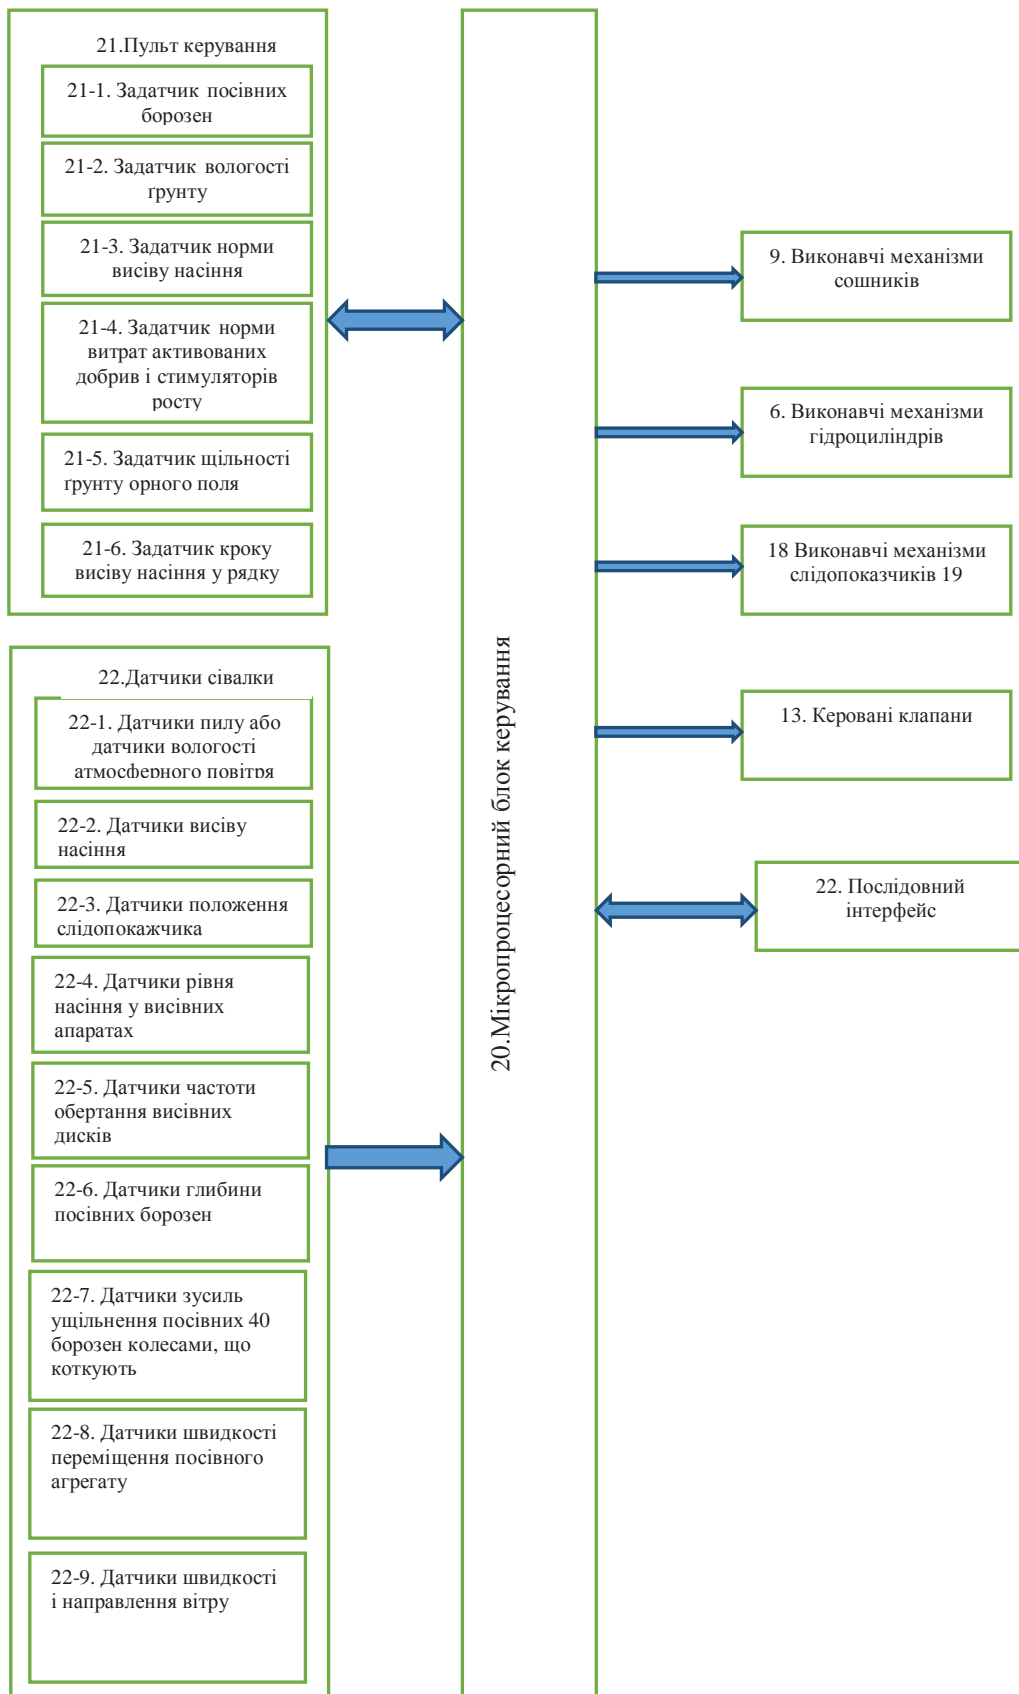 21.Пульт керування
21-1. Задатчик посівних
борозен
21-2. Задатчик вологості
ґрунту
21-3. Задатчик норми
висіву насіння
21-4. Задатчик норми
витрат активованих
добрив і стимуляторів
росту
21-5. Задатчик щільності
ґрунту орного поля
21-6. Задатчик кроку
висіву насіння у рядку
22.Датчики сівалки
22-1. Датчики пилу або
датчики вологості
атмосферного повітря
22-2. Датчики висіву
насіння
22-3. Датчики положення
слідопокажчика
22-4. Датчики рівня
насіння у висівних
апаратах
22-5. Датчики частоти
обертання висівних
дисків
22-6. Датчики глибини
посівних борозен
22-7. Датчики зусиль
ущільнення посівних 40
борозен колесами, що
коткують
22-8. Датчики швидкості
переміщення посівного
агрегату
22-9. Датчики швидкості
і направлення вітру
20.Мікропроцесорний блок керування
9. Виконавчі механізми
сошників
6. Виконавчі механізми
гідроциліндрів
18 Виконавчі механізми
слідопоказчиків 19
13. Керовані клапани
22. Послідовний
інтерфейс